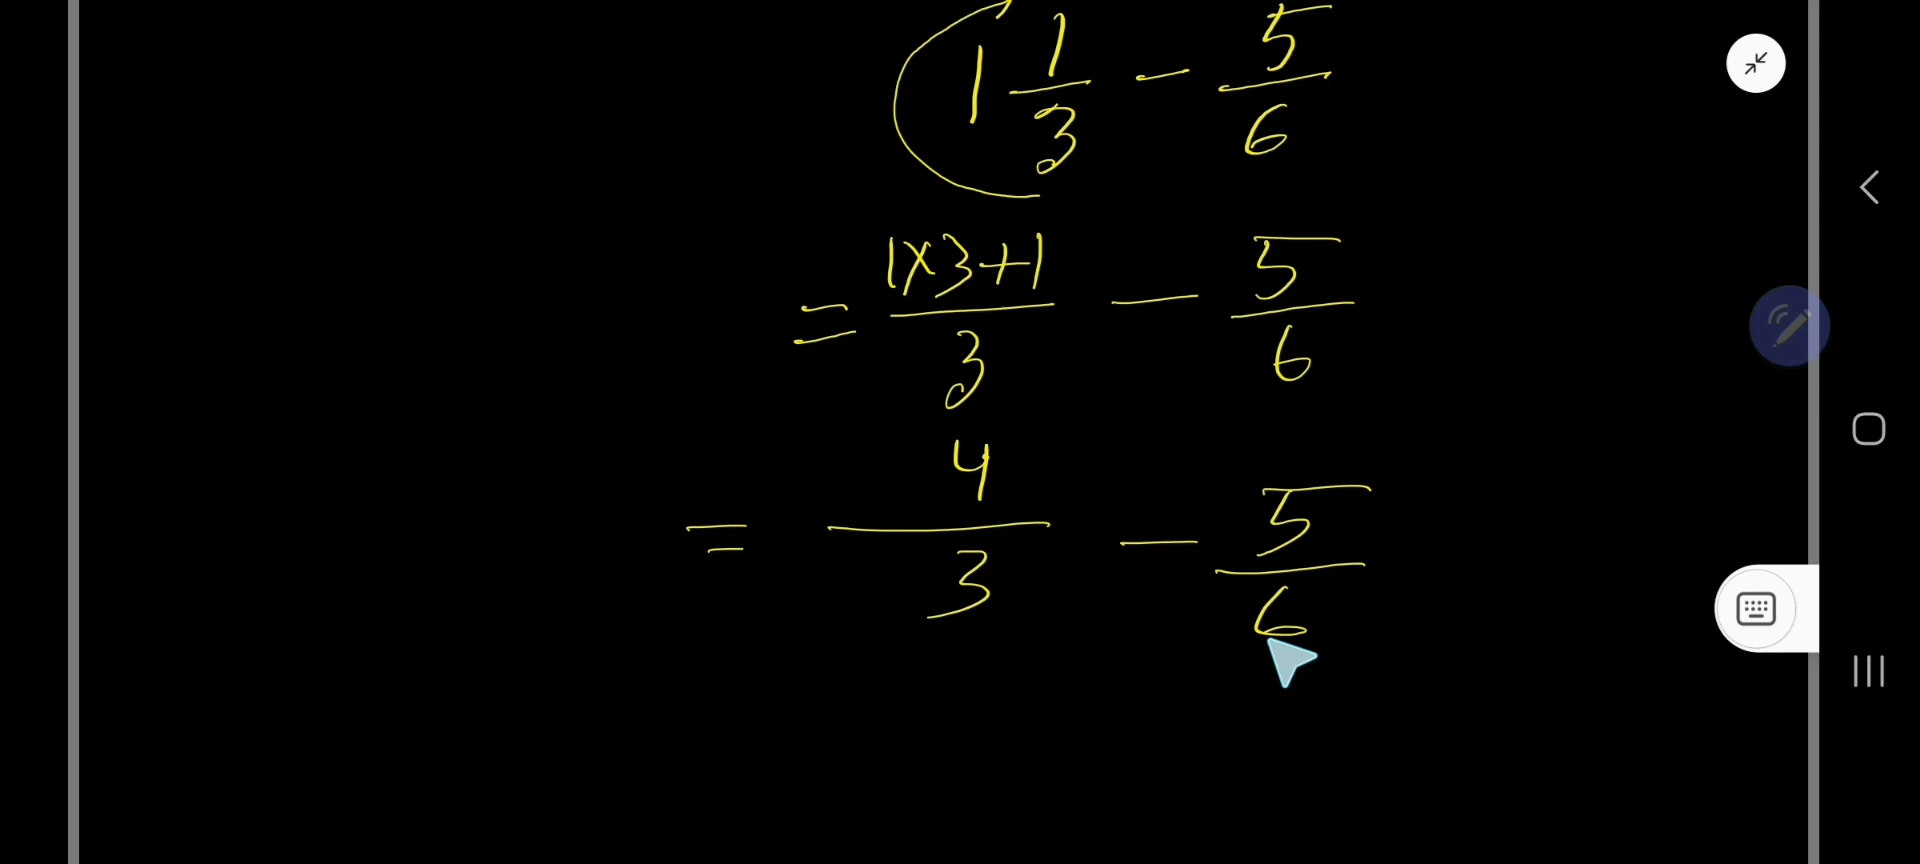 1 1/3 - 5/6
= 1×3+1/3 - 5/6
= 4/3 - 5/6